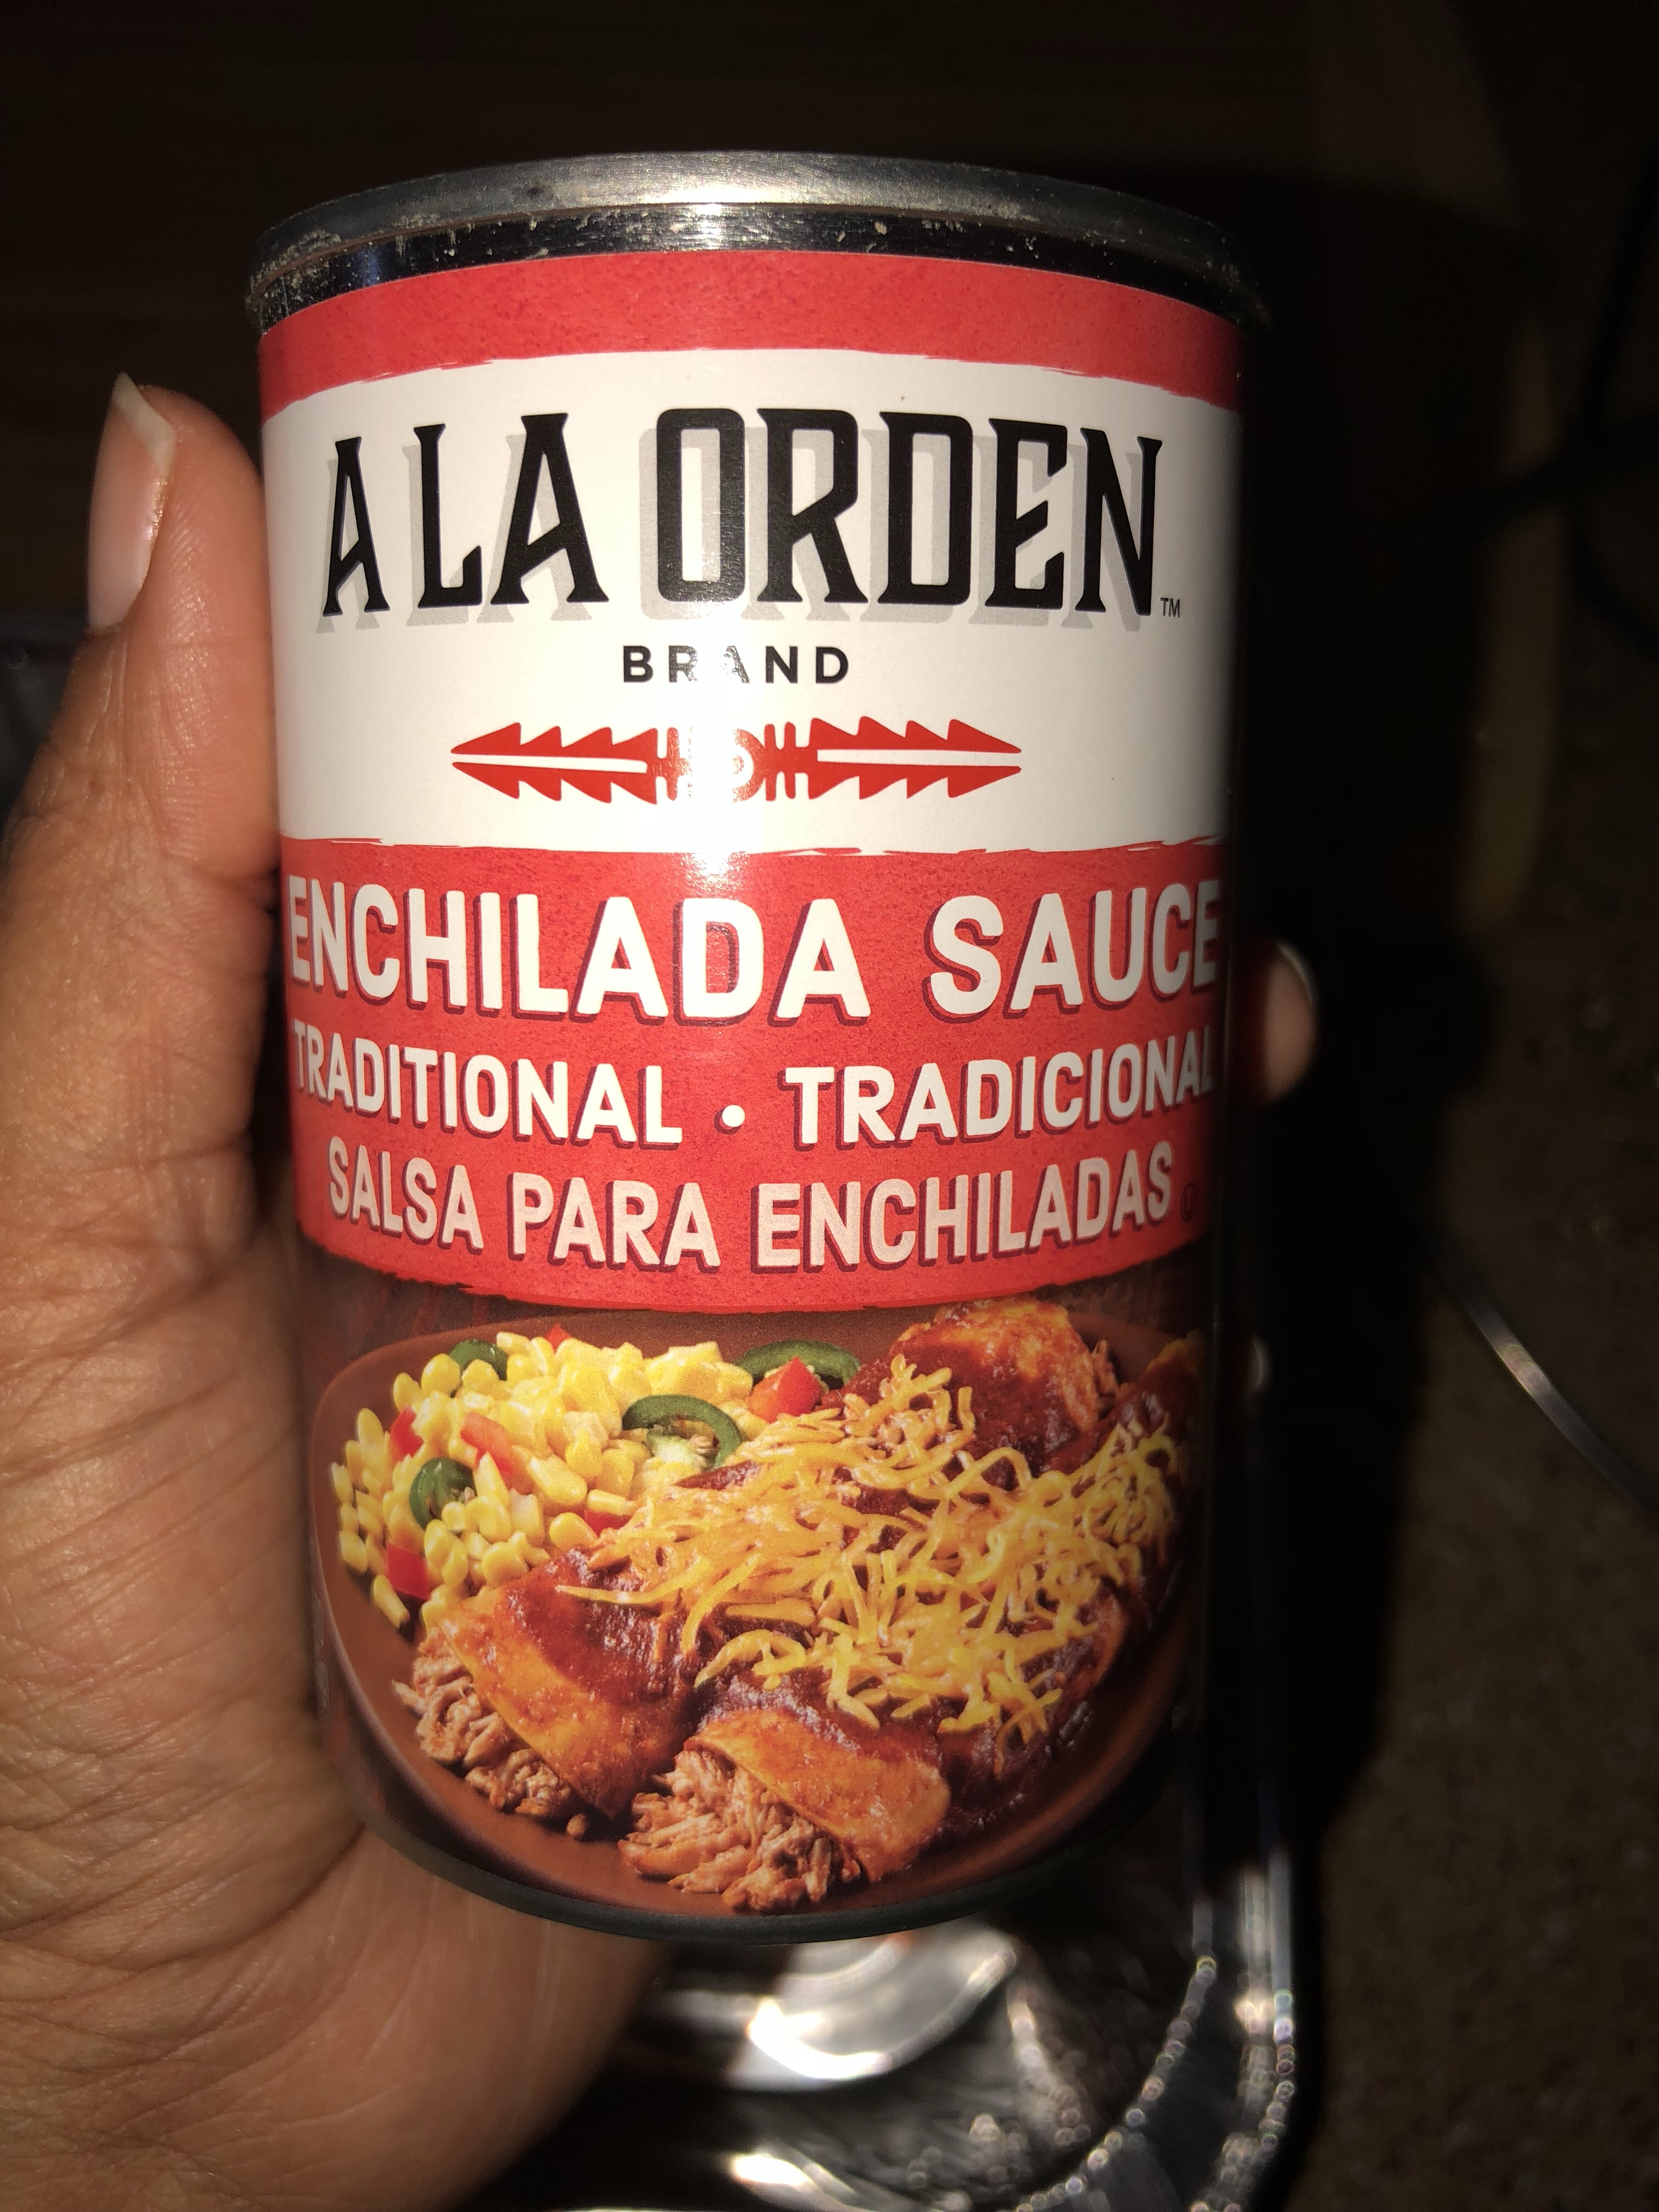 A LA ORDEN™
BRAND
ENCHILADA SAUCE
TRADITIONAL • TRADICIONAL
SALSA PARA ENCHILADAS